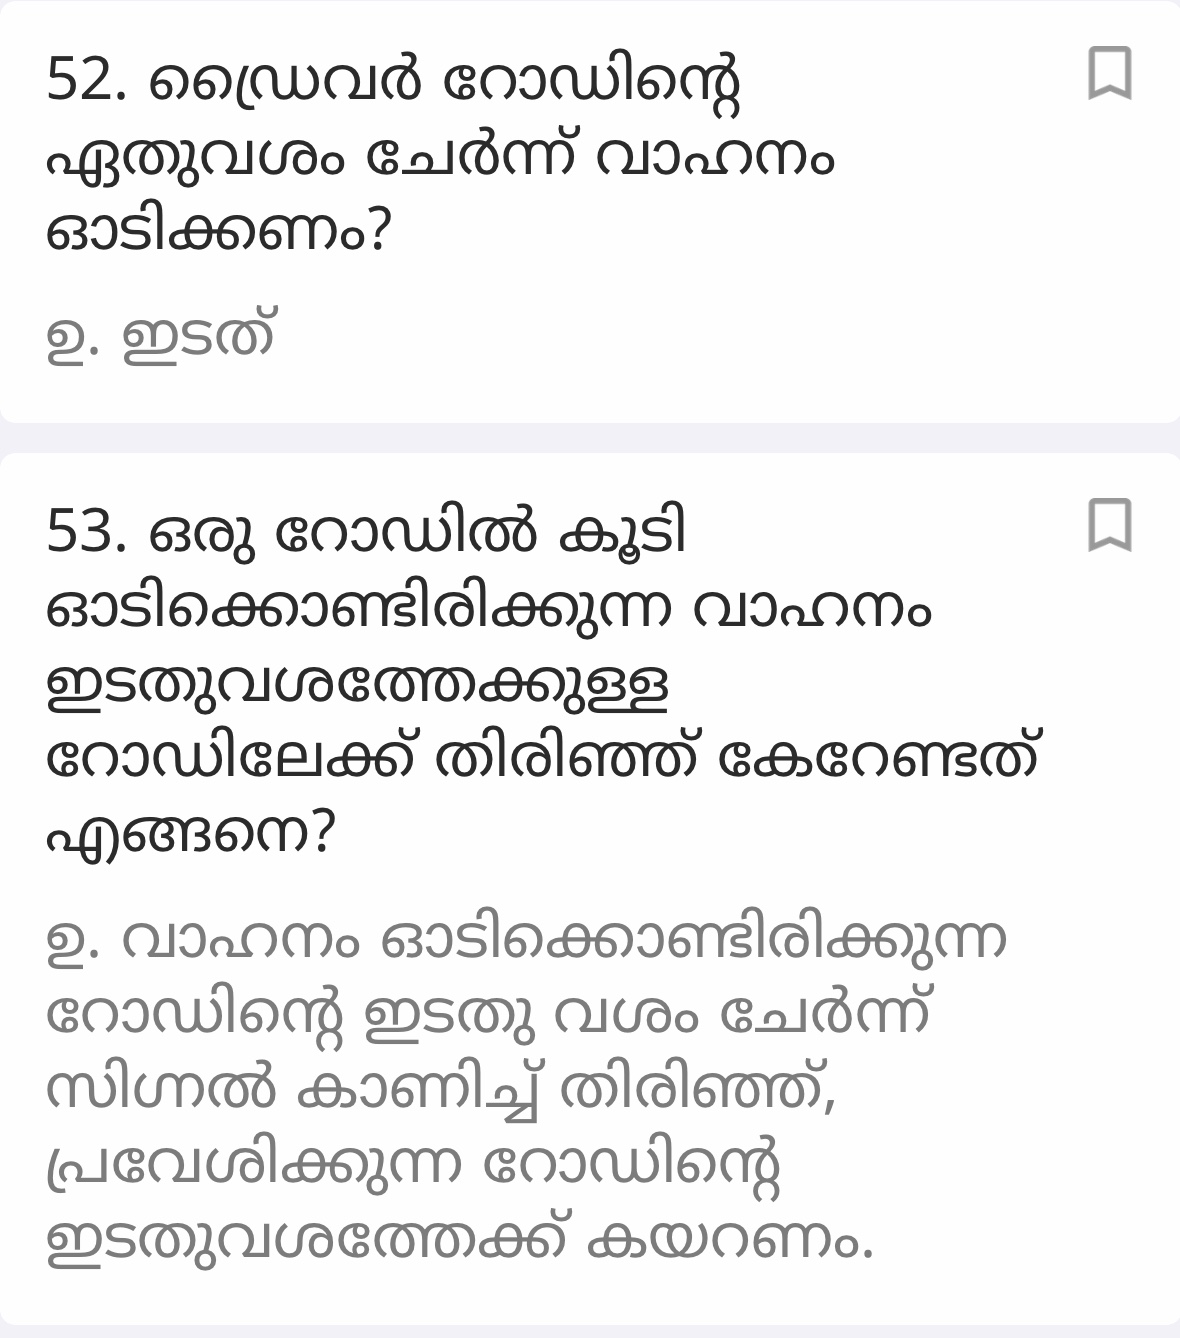 52. ഡ്രൈവർ റോഡിന്റെ
ഏതുവശം ചേർന്ന് വാഹനം
ഓടിക്കണം?
ഉ. ഇടത്
53. ഒരു റോഡിൽ കൂടി
ഓടിക്കൊണ്ടിരിക്കുന്ന വാഹനം
ഇടതുവശത്തേക്കുള്ള
റോഡിലേക്ക് തിരിഞ്ഞ് കേറേണ്ടത്
എങ്ങനെ?
ഉ. വാഹനം ഓടിക്കൊണ്ടിരിക്കുന്ന
റോഡിന്റെ ഇടതു വശം ചേർന്ന്
സിഗ്നൽ കാണിച്ച് തിരിഞ്ഞ്,
പ്രവേശിക്കുന്ന റോഡിന്റെ
ഇടതുവശത്തേക്ക് കയറണം.